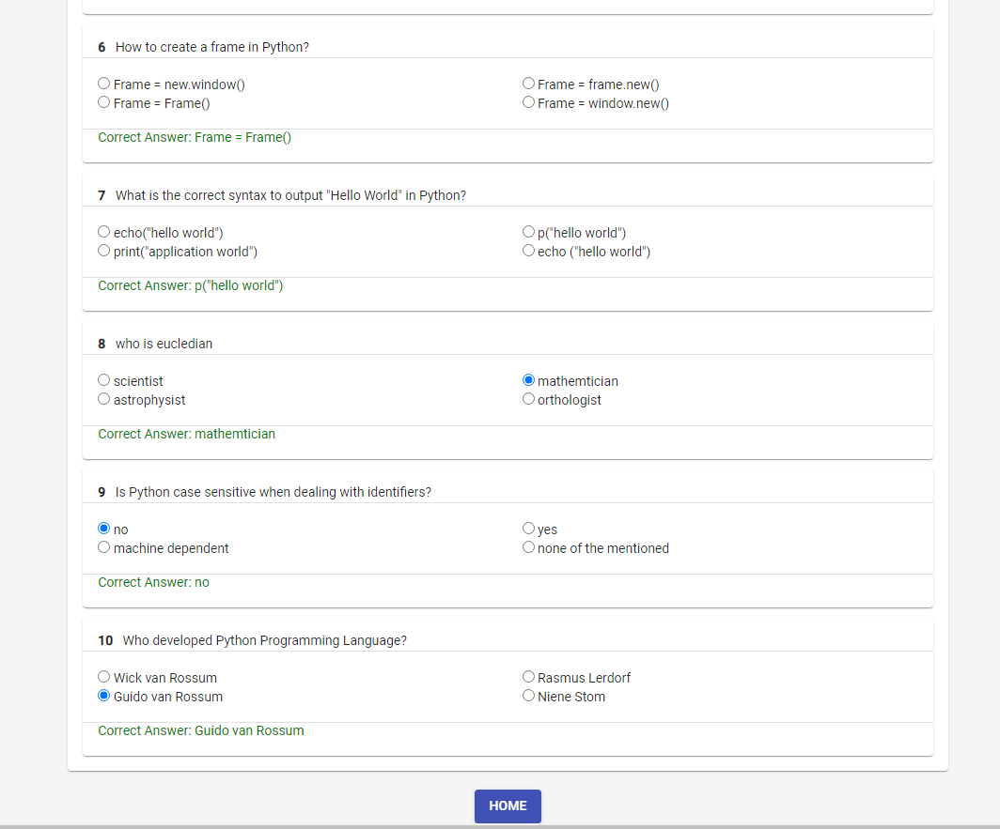 6 How to create a frame in Python?
Frame = new.window()
Frame = frame.new()
Frame = Frame()
Frame = window.new()
Correct Answer: Frame = Frame()
7 What is the correct syntax to output "Hello World" in Python?
echo("hello world")
p("hello world")
print("application world")
echo ("hello world")
Correct Answer: p("hello world")
8 who is eucledian
scientist
mathemtician
astrophysist
orthologist
Correct Answer: mathemtician
9 Is Python case sensitive when dealing with identifiers?
no
yes
machine dependent
none of the mentioned
Correct Answer: no
10 Who developed Python Programming Language?
Wick van Rossum
Rasmus Lerdorf
Guido van Rossum
Niene Stom
Correct Answer: Guido van Rossum
HOME